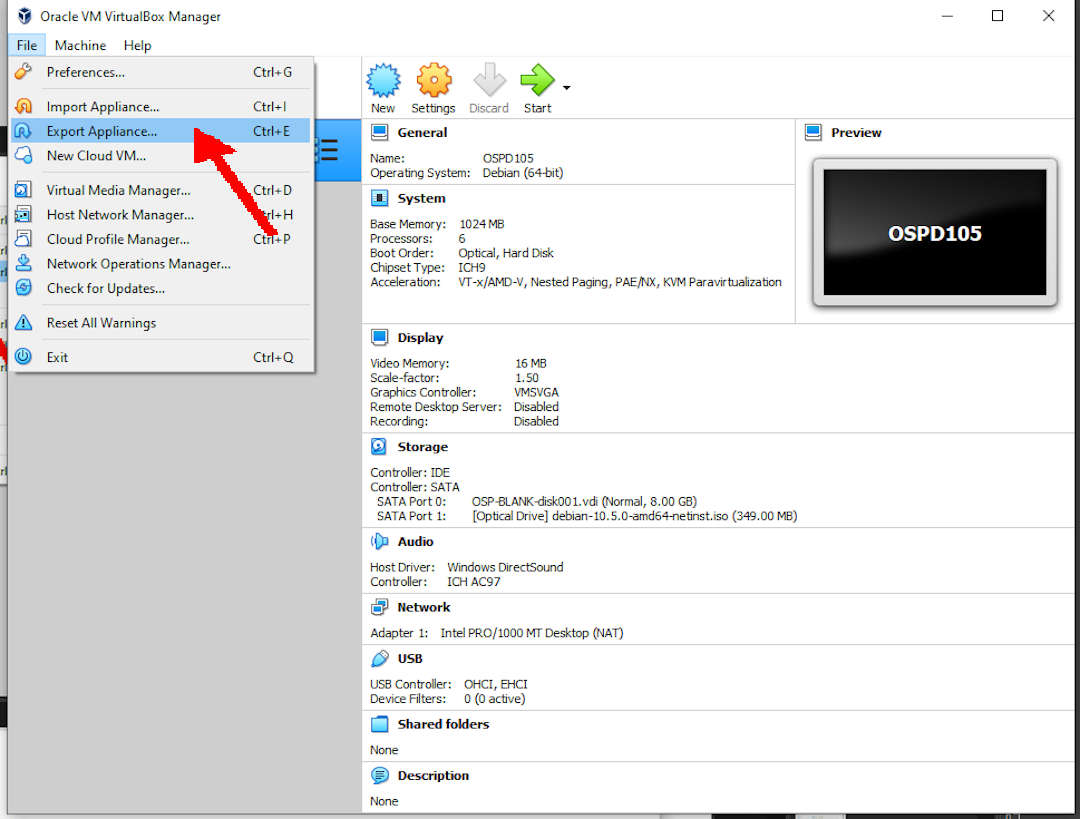 Oracle VM VirtualBox Manager
File Machine Help
Preferences... Ctrl+G
Import Appliance... Ctrl+I
Export Appliance... Ctrl+E
New Cloud VM...
Virtual Media Manager... Ctrl+D
Host Network Manager... Ctrl+H
Cloud Profile Manager... Ctrl+P
Network Operations Manager...
Check for Updates...
Reset All Warnings
Exit Ctrl+Q
New Settings Discard Start
General
Name: OSPD105
Operating System: Debian (64-bit)
Preview
OSPD105
System
Base Memory: 1024 MB
Processors: 6
Boot Order: Optical, Hard Disk
Chipset Type: ICH9
Acceleration: VT-x/AMD-V, Nested Paging, PAE/NX, KVM Paravirtualization
Display
Video Memory: 16 MB
Scale-factor: 1.50
Graphics Controller: VMSVGA
Remote Desktop Server: Disabled
Recording: Disabled
Storage
Controller: IDE
Controller: SATA
SATA Port 0: OSP-BLANK-disk001.vdi (Normal, 8.00 GB)
SATA Port 1: [Optical Drive] debian-10.5.0-amd64-netinst.iso (349.00 MB)
Audio
Host Driver: Windows DirectSound
Controller: ICH AC97
Network
Adapter 1: Intel PRO/1000 MT Desktop (NAT)
USB
USB Controller: OHCI, EHCI
Device Filters: 0 (0 active)
Shared folders
None
Description
None